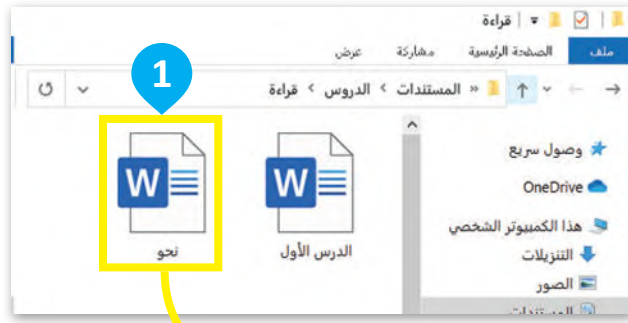 قراءة
ملف الصفحة الرئيسية مشاركة عرض
« المستندات › الدروس › قراءة
1
وصول سريع
OneDrive
هذا الكمبيوتر الشخصي
التنزيلات
الصور
المستندات
W W
الدرس الأول نحو